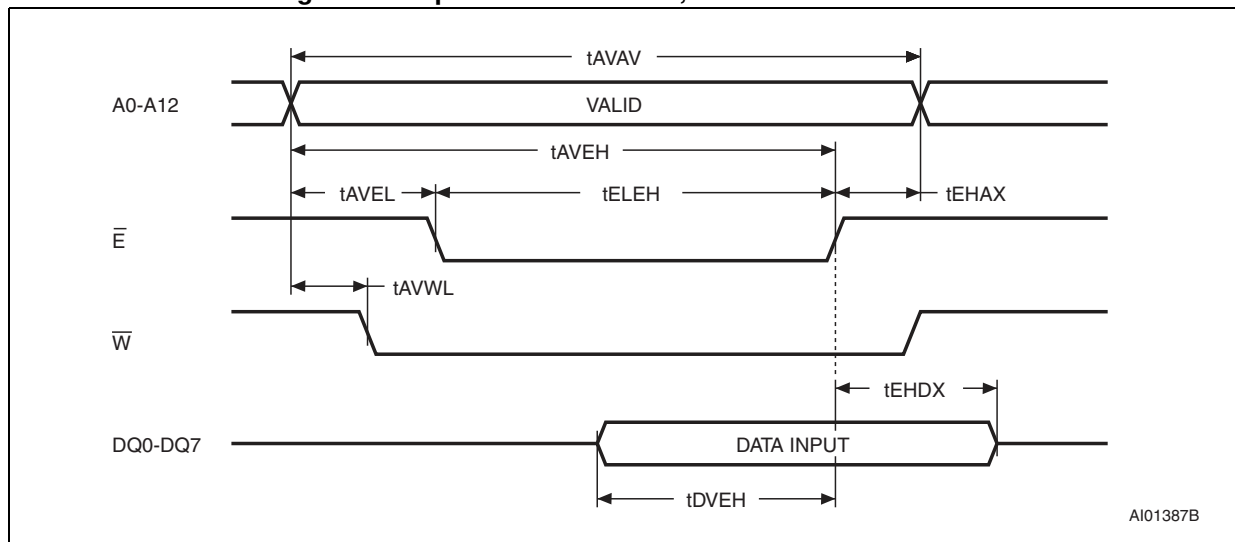 tAVAV
A0-A12
VALID
tAVEH
tAVEL
tELEH
tEHAX
E
tAVWL
W
tEHDX
DQ0-DQ7
DATA INPUT
tDVEH
AI01387B